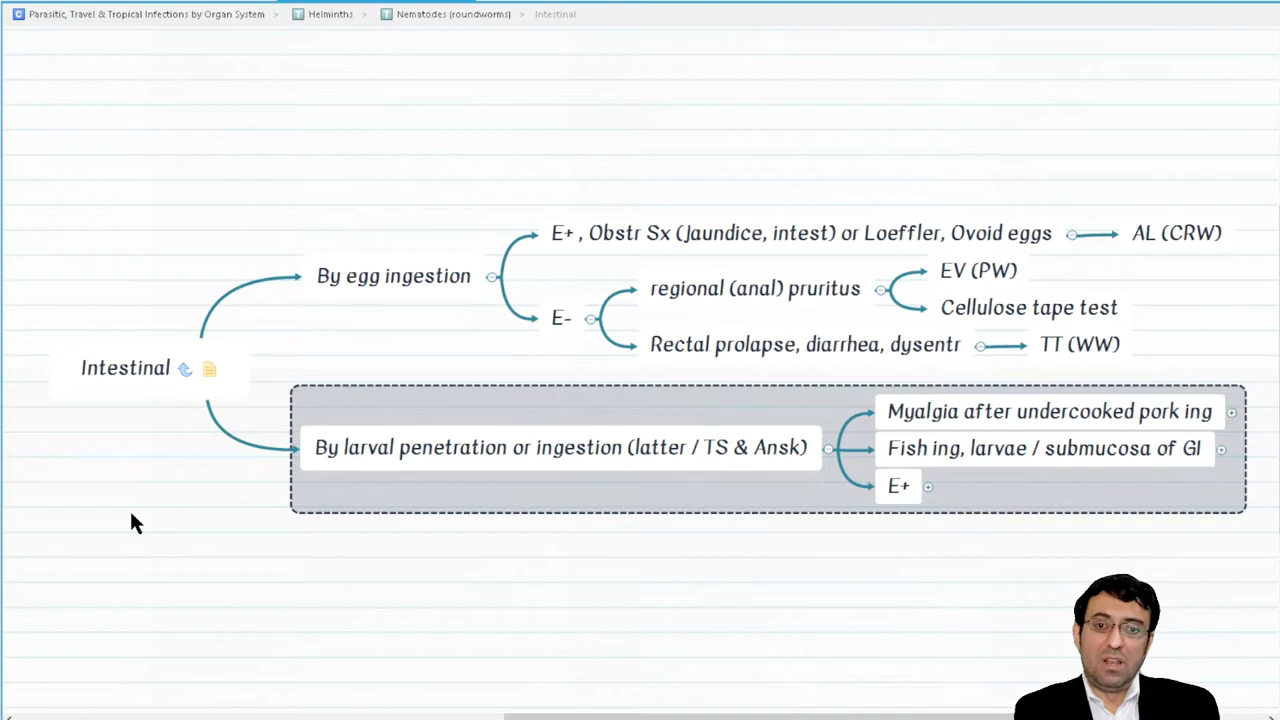 Parasitic, Travel & Tropical Infections by Organ System > Helminths > Nematodes (roundworms) > Intestinal
E+ , Obstr Sx (Jaundice, intest) or Loeffler, Ovoid eggs
AL (CRW)
By egg ingestion
EV (PW)
regional (anal) pruritus
Cellulose tape test
E-
Rectal prolapse, diarrhea, dysentr
TT (WW)
Intestinal
Myalgia after undercooked pork ing
By larval penetration or ingestion (latter / TS & Ansk)
Fish ing, larvae / submucosa of GI
E+